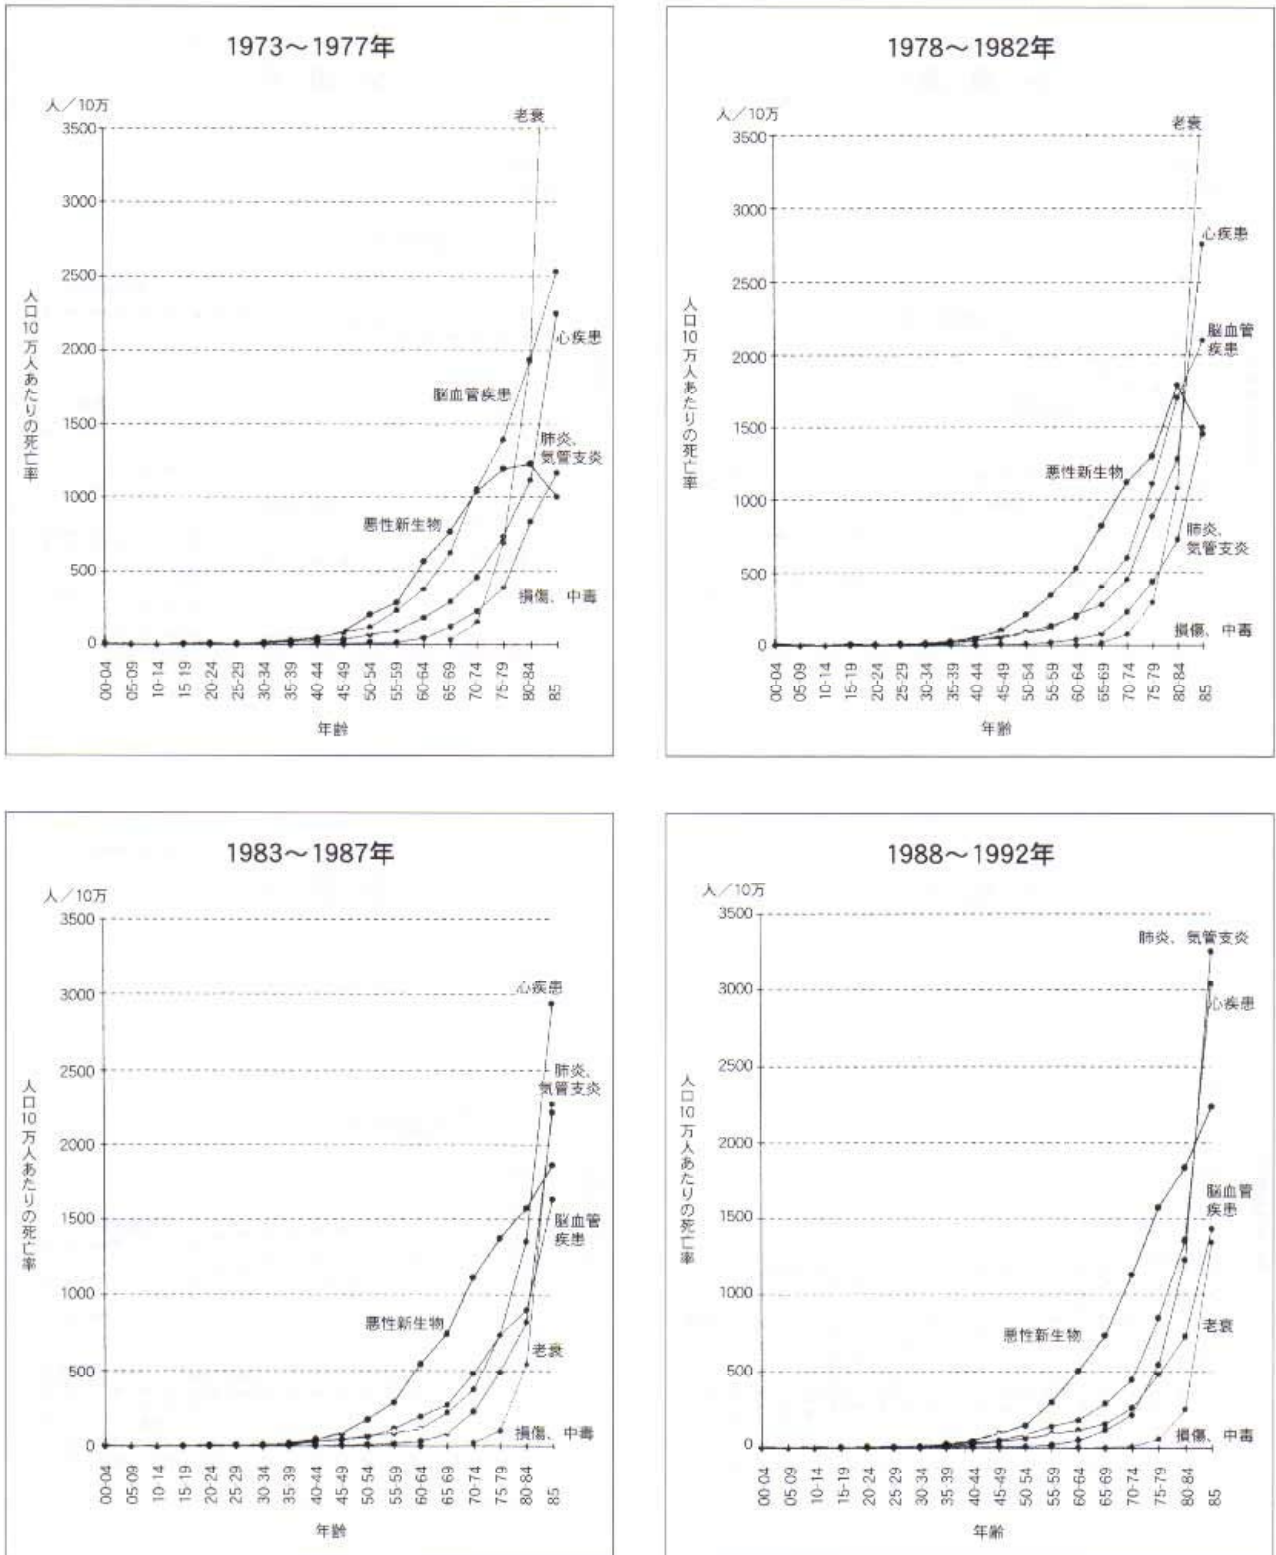 1973～1977年
人／10万
老衰
3500
3000
2500
2000
1500
1000
500
0
人口10万人あたりの死亡率
心疾患
脳血管疾患
肺炎、
気管支炎
悪性新生物
損傷、中毒
00-04
05-09
10-14
15-19
20-24
25-29
30-34
35-39
40-44
45-49
50-54
55-59
60-64
65-69
70-74
75-79
80-84
85
年齢
1978～1982年
人／10万
老衰
3500
3000
2500
2000
1500
1000
500
0
人口10万人あたりの死亡率
心疾患
脳血管
疾患
悪性新生物
肺炎、
気管支炎
損傷、中毒
00-04
05-09
10-14
15-19
20-24
25-29
30-34
35-39
40-44
45-49
50-54
55-59
60-64
65-69
70-74
75-79
80-84
85
年齢
1983～1987年
人／10万
3500
3000
2500
2000
1500
1000
500
0
人口10万人あたりの死亡率
心疾患
肺炎、
気管支炎
脳血管
疾患
悪性新生物
老衰
損傷、中毒
00-04
05-09
10-14
15-19
20-24
25-29
30-34
35-39
40-44
45-49
50-54
55-59
60-64
65-69
70-74
75-79
80-84
85
年齢
1988～1992年
人／10万
3500
3000
2500
2000
1500
1000
500
0
人口10万人あたりの死亡率
肺炎、気管支炎
心疾患
脳血管
疾患
悪性新生物
老衰
損傷、中毒
00-04
05-09
10-14
15-19
20-24
25-29
30-34
35-39
40-44
45-49
50-54
55-59
60-64
65-69
70-74
75-79
80-84
85
年齢